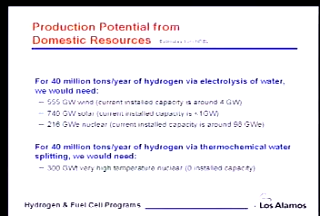 Production Potential from
Domestic Resources
For 40 million tons/year of hydrogen via electrolysis of water,
we would need:
– 555 GW wind (current installed capacity is around 4 GW)
– 740 GW solar (current installed capacity is <1GW)
– 216 GWe nuclear (current installed capacity is around 98 GWe)
For 40 million tons/year of hydrogen via thermochemical water
splitting, we would need:
– 300 GWt very high temperature nuclear (0 installed capacity)
Hydrogen & Fuel Cell Programs
Los Alamos